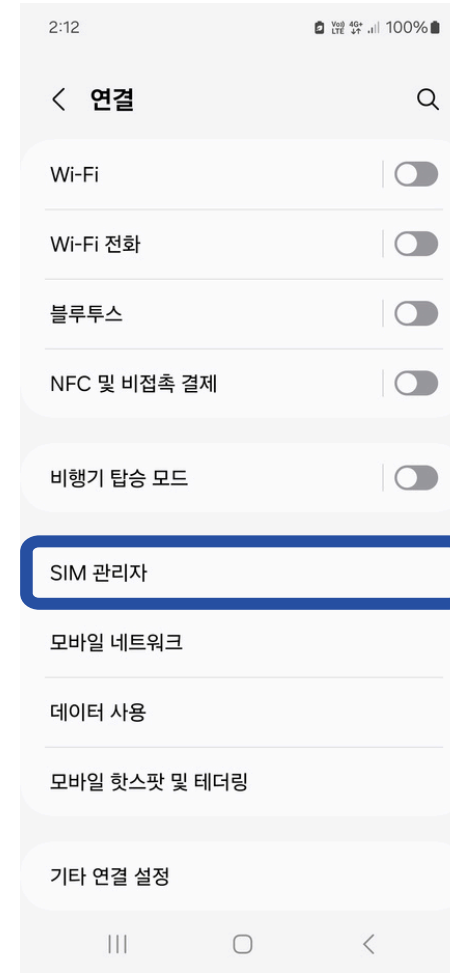 2:12 Vo)) LTE 4G+ 100%
연결
Wi-Fi
Wi-Fi 전화
블루투스
NFC 및 비접촉 결제
비행기 탑승 모드
SIM 관리자
모바일 네트워크
데이터 사용
모바일 핫스팟 및 테더링
기타 연결 설정